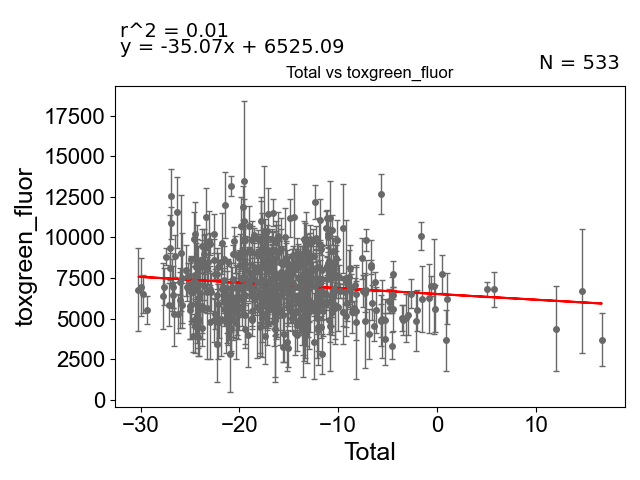 r^2 = 0.01
y = -35.07x + 6525.09
N = 533
Total vs toxgreen_fluor
17500
15000
12500
10000
7500
5000
2500
0
toxgreen_fluor
−30
−20
−10
0
10
Total